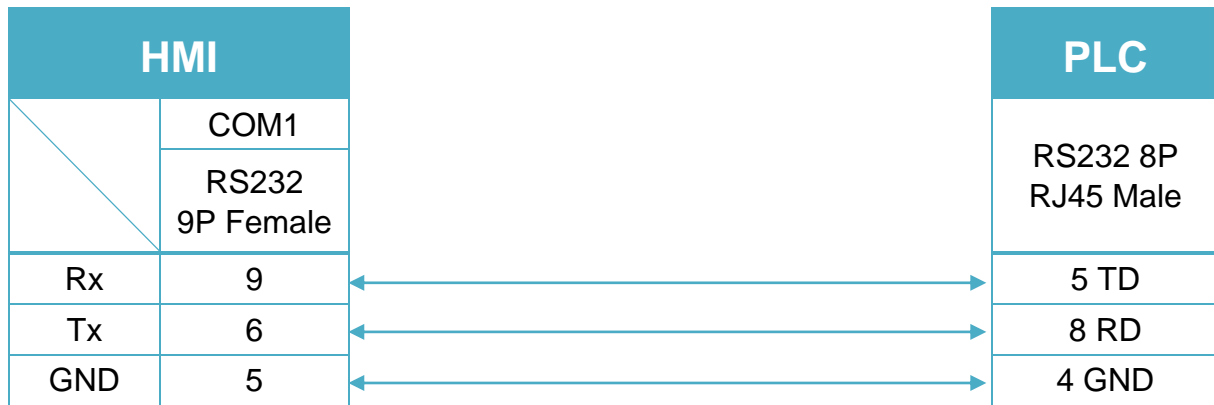 HMI
PLC
COM1
RS232
9P Female
RS232 8P
RJ45 Male
Rx 9 5 TD
Tx 6 8 RD
GND 5 4 GND